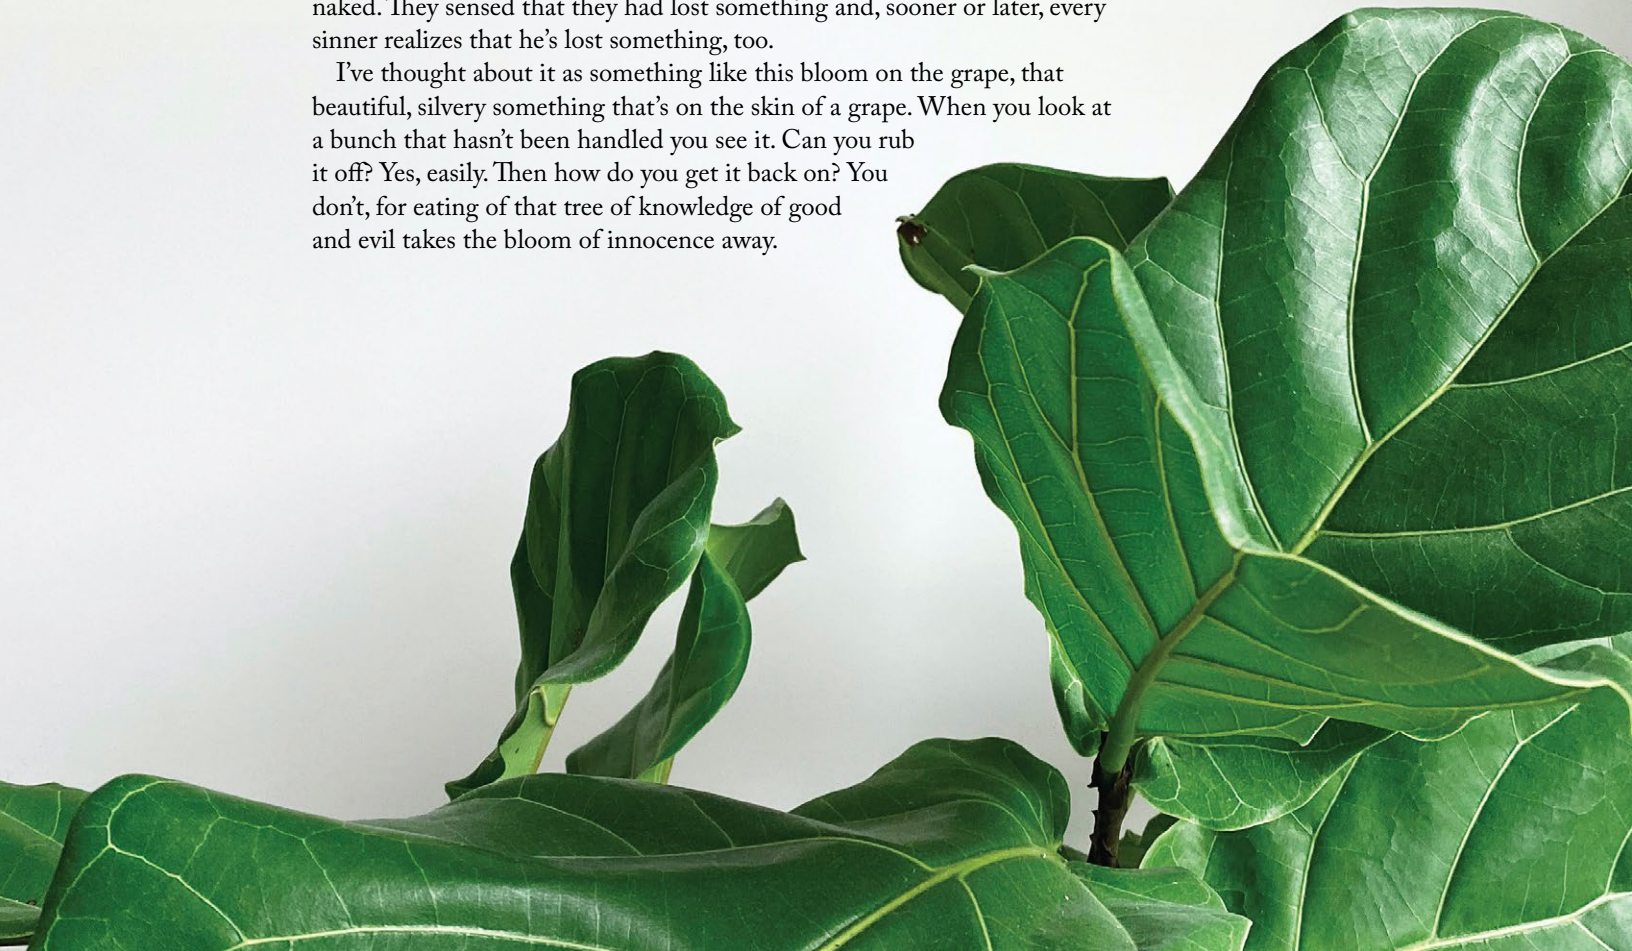 naked. They sensed that they had lost something and, sooner or later, every
sinner realizes that he’s lost something, too.
I’ve thought about it as something like this bloom on the grape, that
beautiful, silvery something that’s on the skin of a grape. When you look at
a bunch that hasn’t been handled you see it. Can you rub
it off? Yes, easily. Then how do you get it back on? You
don’t, for eating of that tree of knowledge of good
and evil takes the bloom of innocence away.